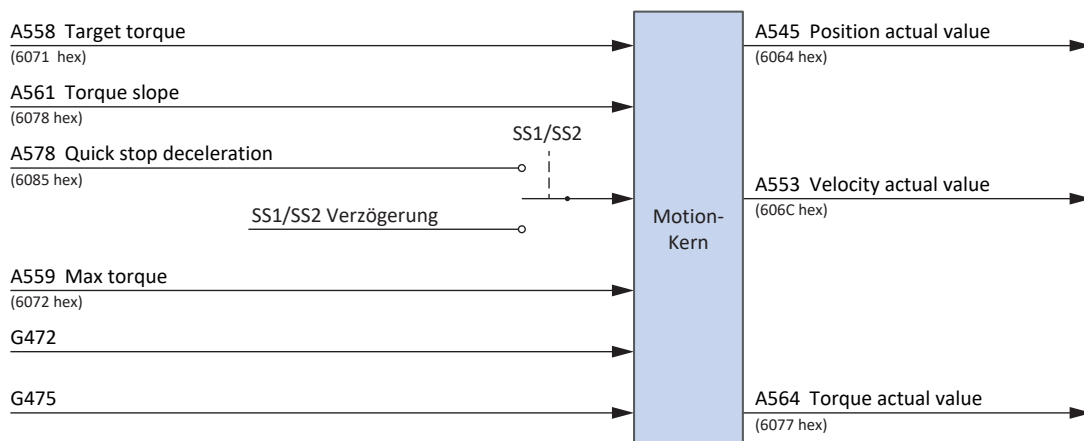 A558 Target torque
(6071 hex)
A561 Torque slope
(6078 hex)
A578 Quick stop deceleration
(6085 hex)
SS1/SS2
SS1/SS2 Verzögerung
A559 Max torque
(6072 hex)
G472
G475
Motion-
Kern
A545 Position actual value
(6064 hex)
A553 Velocity actual value
(606C hex)
A564 Torque actual value
(6077 hex)